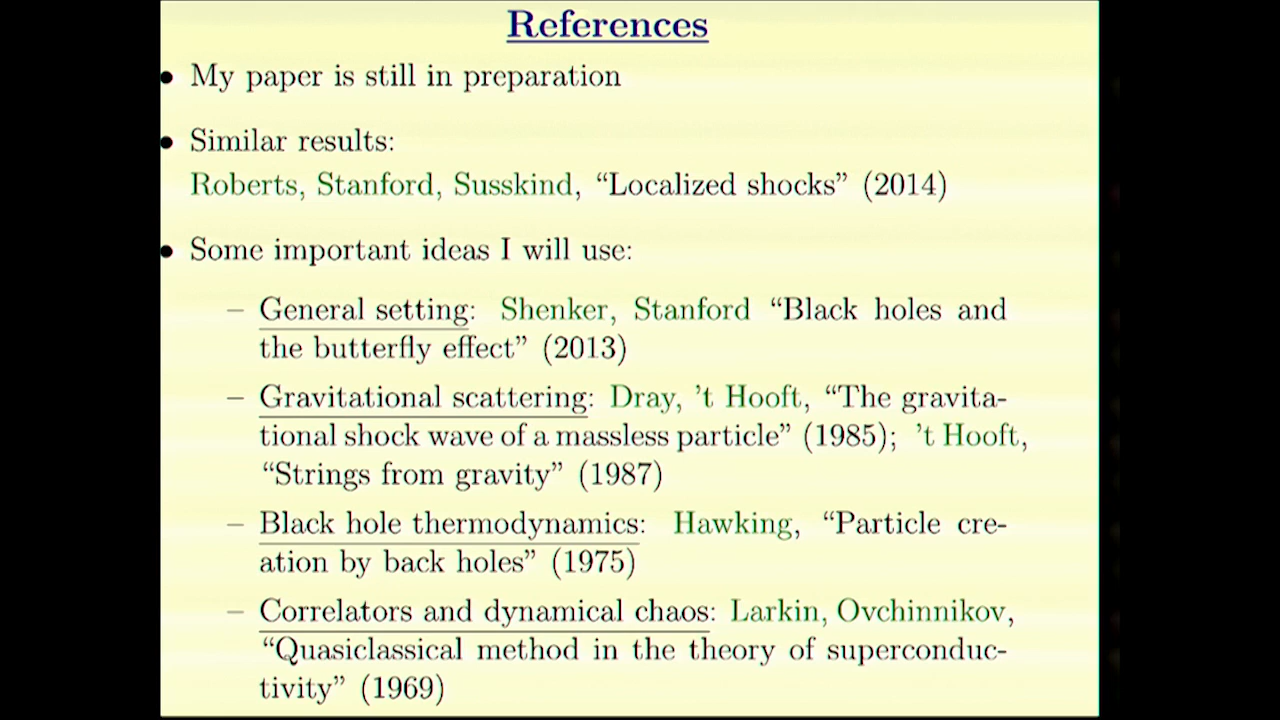 References
• My paper is still in preparation
• Similar results:
Roberts, Stanford, Susskind, “Localized shocks” (2014)
• Some important ideas I will use:
– General setting: Shenker, Stanford “Black holes and
the butterfly effect” (2013)
– Gravitational scattering: Dray, ’t Hooft, “The gravita-
tional shock wave of a massless particle” (1985); ’t Hooft,
“Strings from gravity” (1987)
– Black hole thermodynamics: Hawking, “Particle cre-
ation by back holes” (1975)
– Correlators and dynamical chaos: Larkin, Ovchinnikov,
“Quasiclassical method in the theory of superconduc-
tivity” (1969)